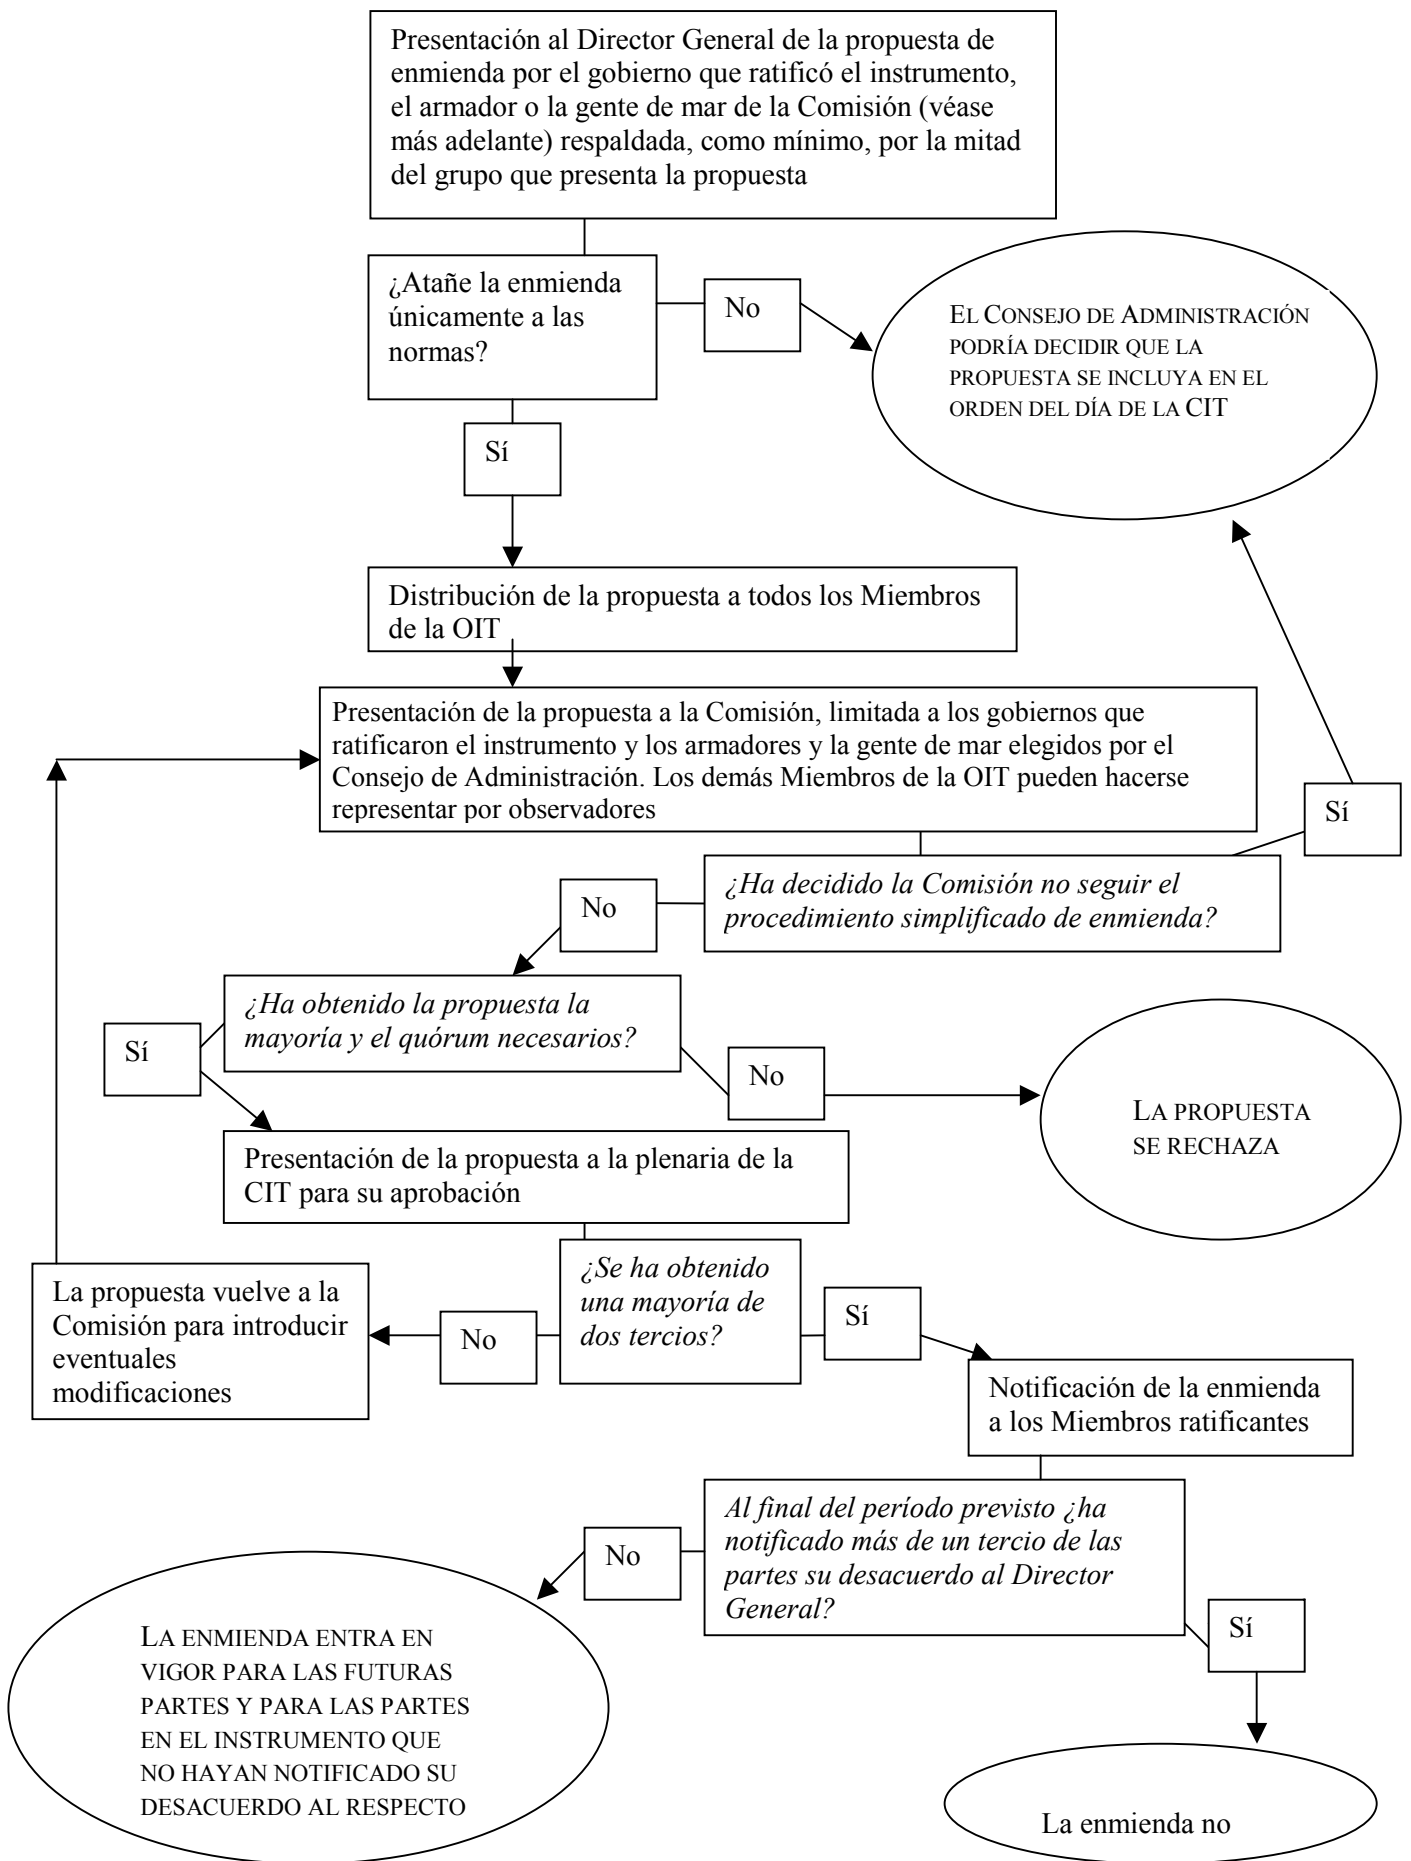 Presentación al Director General de la propuesta de
enmienda por el gobierno que ratificó el instrumento,
el armador o la gente de mar de la Comisión (véase
más adelante) respaldada, como mínimo, por la mitad
del grupo que presenta la propuesta
¿Atañe la enmienda
únicamente a las
normas?
No
EL CONSEJO DE ADMINISTRACIÓN
PODRÍA DECIDIR QUE LA
PROPUESTA SE INCLUYA EN EL
ORDEN DEL DÍA DE LA CIT
Sí
Distribución de la propuesta a todos los Miembros
de la OIT
Presentación de la propuesta a la Comisión, limitada a los gobiernos que
ratificaron el instrumento y los armadores y la gente de mar elegidos por el
Consejo de Administración. Los demás Miembros de la OIT pueden hacerse
representar por observadores
Sí
¿Ha decidido la Comisión no seguir el
procedimiento simplificado de enmienda?
No
¿Ha obtenido la propuesta la
mayoría y el quórum necesarios?
Sí
No
LA PROPUESTA
SE RECHAZA
Presentación de la propuesta a la plenaria de la
CIT para su aprobación
¿Se ha obtenido
una mayoría de
dos tercios?
Sí
No
La propuesta vuelve a la
Comisión para introducir
eventuales
modificaciones
Notificación de la enmienda
a los Miembros ratificantes
Al final del período previsto ¿ha
notificado más de un tercio de las
partes su desacuerdo al Director
General?
No
Sí
LA ENMIENDA ENTRA EN
VIGOR PARA LAS FUTURAS
PARTES Y PARA LAS PARTES
EN EL INSTRUMENTO QUE
NO HAYAN NOTIFICADO SU
DESACUERDO AL RESPECTO
La enmienda no